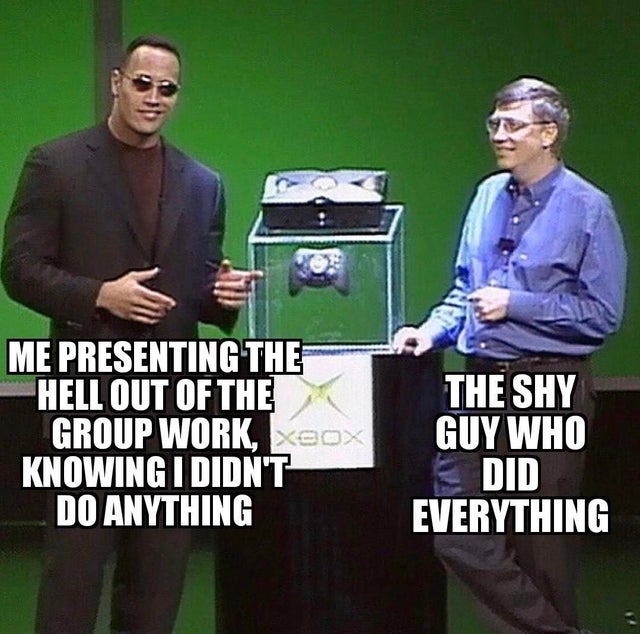 ME PRESENTING THE
HELL OUT OF THE
GROUP WORK,
KNOWING I DIDN'T
DO ANYTHING
XBOX
THE SHY
GUY WHO
DID
EVERYTHING